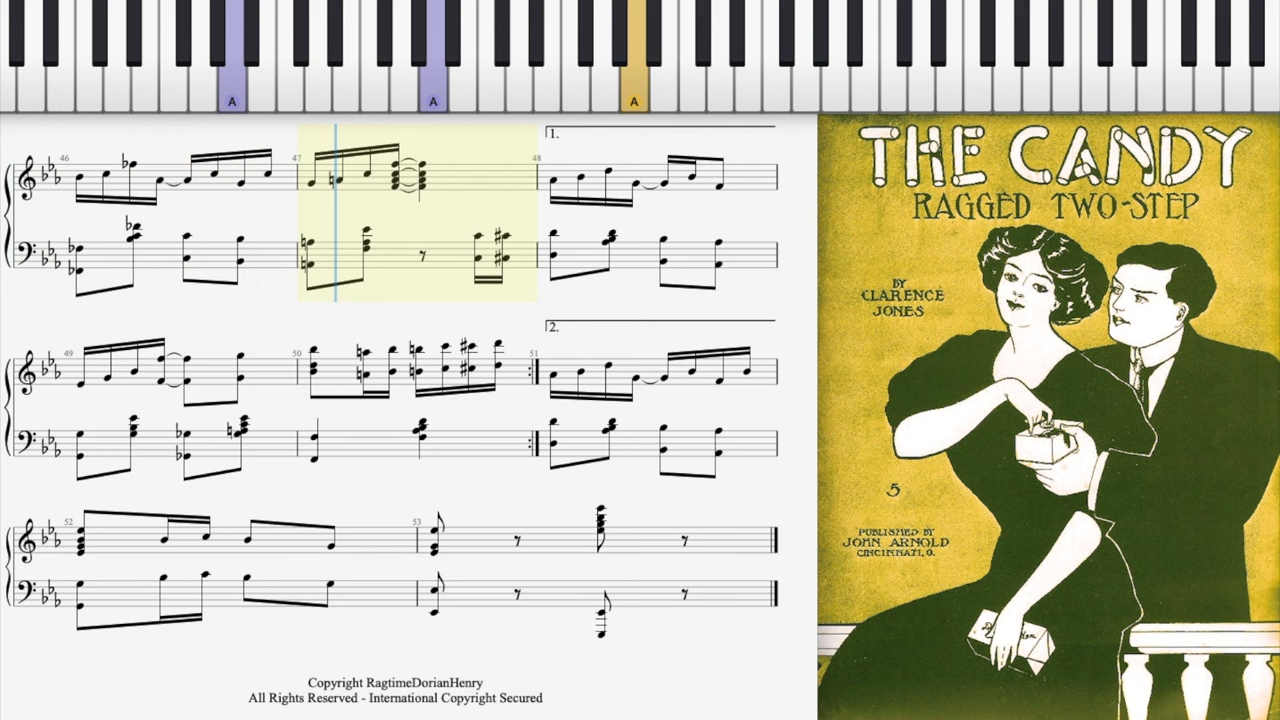 A A A
46 47 48
1.
49 50 51
2.
52 53
Copyright RagtimeDorianHenry
All Rights Reserved - International Copyright Secured
THE CANDY
RAGGED TWO-STEP
BY
CLARENCE
JONES
5
PUBLISHED BY
JOHN ARNOLD
CINCINNATI, O.